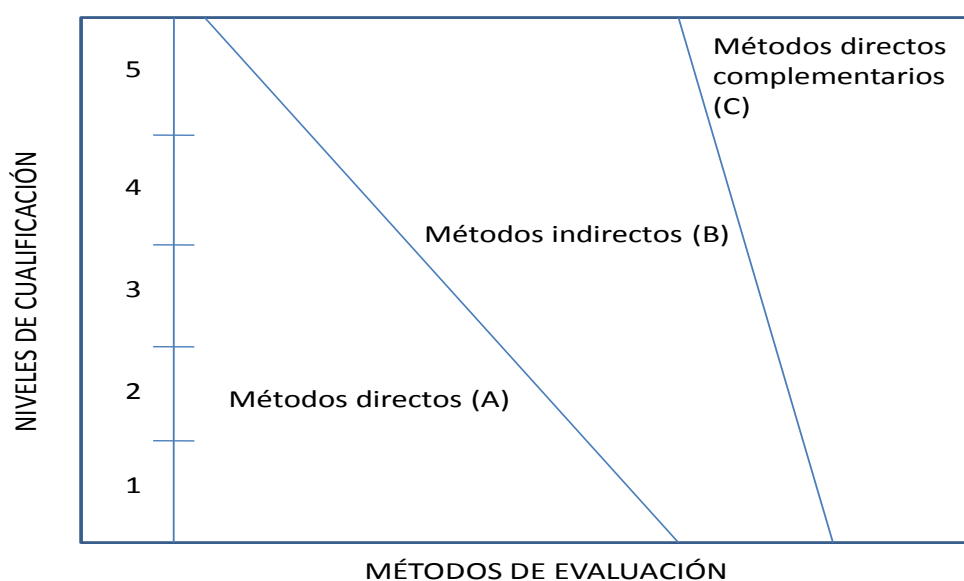 NIVELES DE CUALIFICACIÓN
5
4
3
2
1
Métodos directos
complementarios
(C)
Métodos indirectos (B)
Métodos directos (A)
MÉTODOS DE EVALUACIÓN